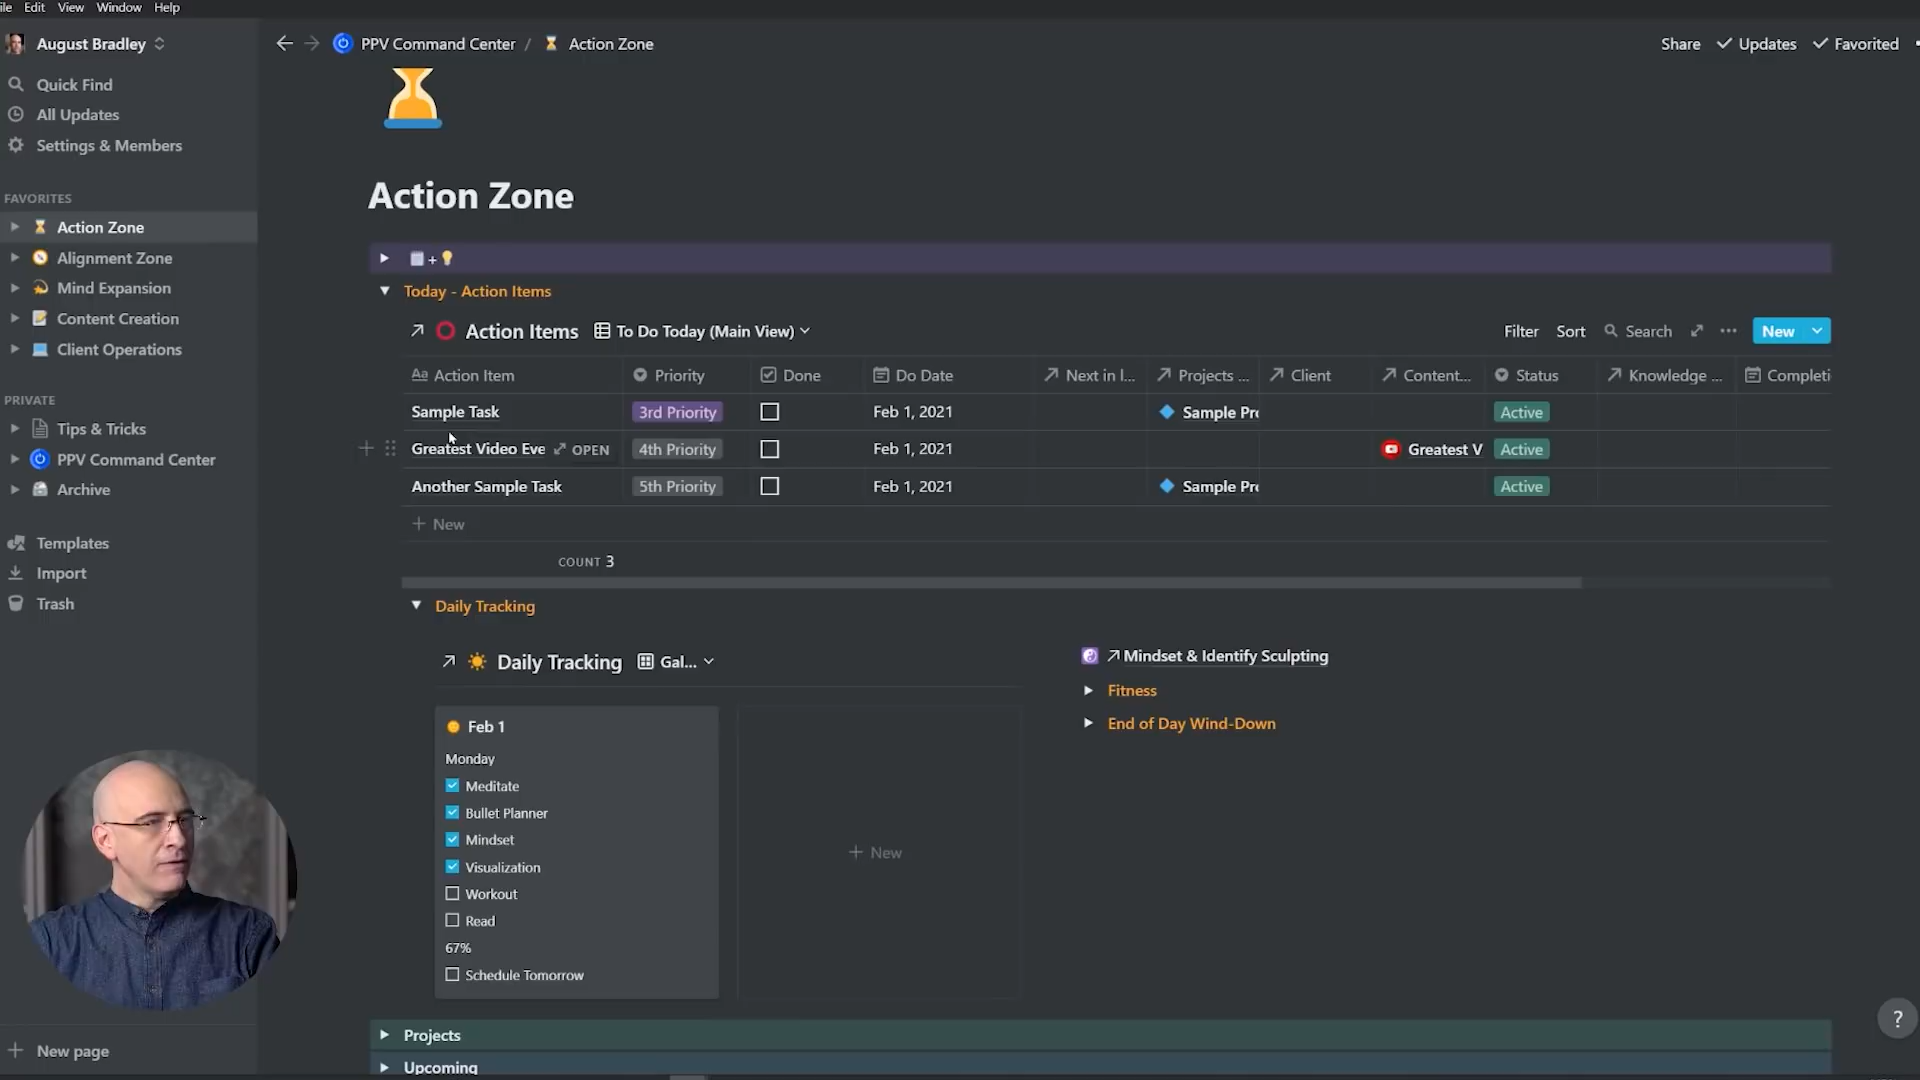 ile Edit View Window Help
August Bradley
PPV Command Center / Action Zone
Share Updates Favorited
Quick Find
All Updates
Settings & Members
FAVORITES
Action Zone
Alignment Zone
Mind Expansion
Content Creation
Client Operations
PRIVATE
Tips & Tricks
PPV Command Center
Archive
Templates
Import
Trash
New page
Action Zone
+
Today - Action Items
Action Items To Do Today (Main View)
Filter Sort Search New
Aa Action Item Priority Done Do Date Next in l... Projects ... Client Content... Status Knowledge ... Completi
Sample Task 3rd Priority Feb 1, 2021 Sample Pro Active
Greatest Video Eve OPEN 4th Priority Feb 1, 2021 Greatest V Active
Another Sample Task 5th Priority Feb 1, 2021 Sample Pro Active
+ New
COUNT 3
Daily Tracking
Daily Tracking Gal...
Feb 1
Monday
Meditate
Bullet Planner
Mindset
Visualization
Workout
Read
67%
Schedule Tomorrow
+ New
Mindset & Identify Sculpting
Fitness
End of Day Wind-Down
Projects
Upcoming
?